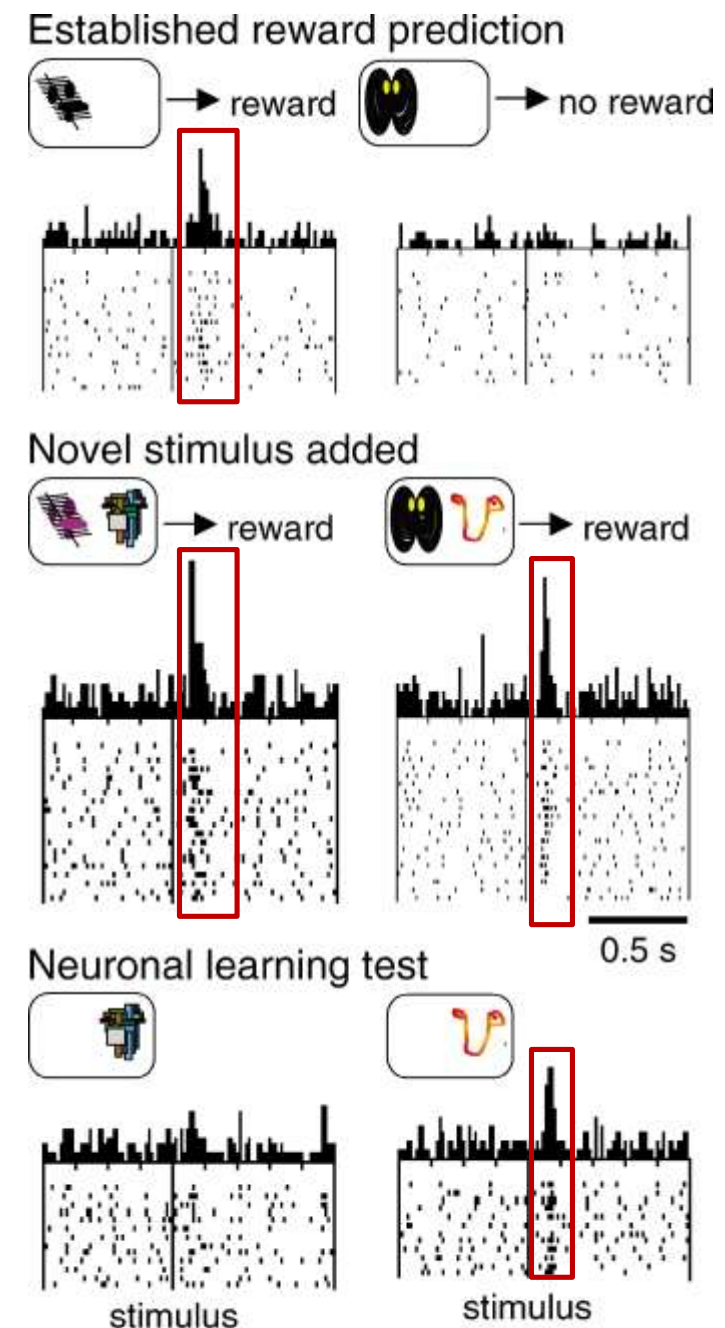 Established reward prediction
reward
no reward
Novel stimulus added
reward
reward
0.5 s
Neuronal learning test
stimulus
stimulus